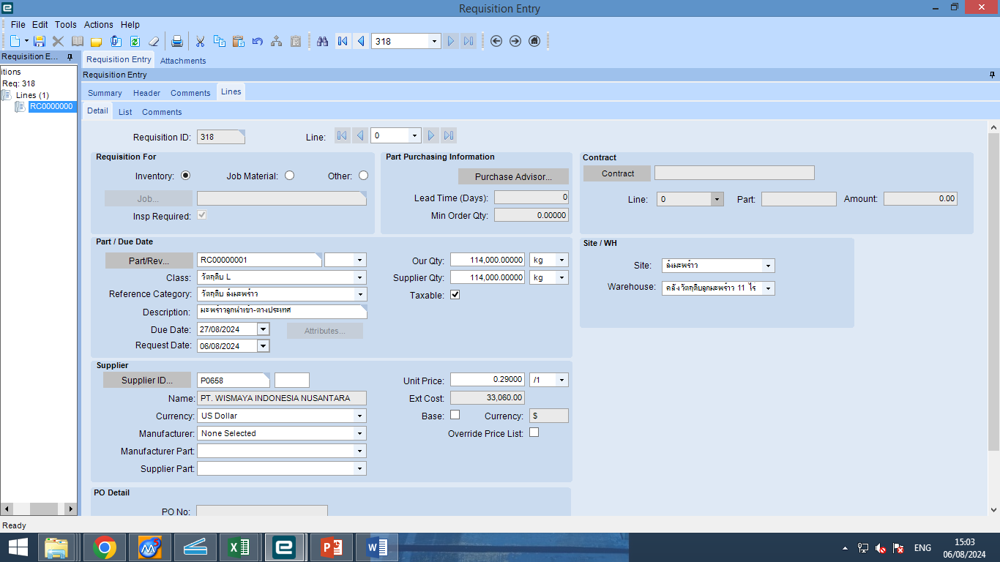 Requisition Entry
File Edit Tools Actions Help
318
Requisition E...
Requisition Entry Attachments
Requisition Entry
itions
Req: 318
Lines (1)
RC0000000
Summary Header Comments Lines
Detail List Comments
Requisition ID: 318 Line: 0
Requisition For
Inventory: Job Material: Other:
Job...
Insp Required:
Part Purchasing Information
Purchase Advisor...
Lead Time (Days): 0
Min Order Qty: 0.00000
Contract
Contract
Line: 0 Part: Amount: 0.00
Part / Due Date
Part/Rev... RC00000001 Our Qty: 114,000.00000 kg
Class: วัตถุดิบ L Supplier Qty: 114,000.00000 kg
Reference Category: วัตถุดิบ ล้งมะพร้าว Taxable:
Description: มะพร้าวลูกนำเข้า-ต่างประเทศ
Due Date: 27/08/2024 Attributes...
Request Date: 06/08/2024
Site / WH
Site: ล้งมะพร้าว
Warehouse: คลังวัตถุดิบลูกมะพร้าว 11 ไร่
Supplier
Supplier ID... P0658 Unit Price: 0.29000 /1
Name: PT. WISMAYA INDONESIA NUSANTARA Ext Cost: 33,060.00
Currency: US Dollar Base: Currency: $
Manufacturer: None Selected Override Price List:
Manufacturer Part:
Supplier Part:
PO Detail
PO No:
Ready
ENG
15:03
06/08/2024